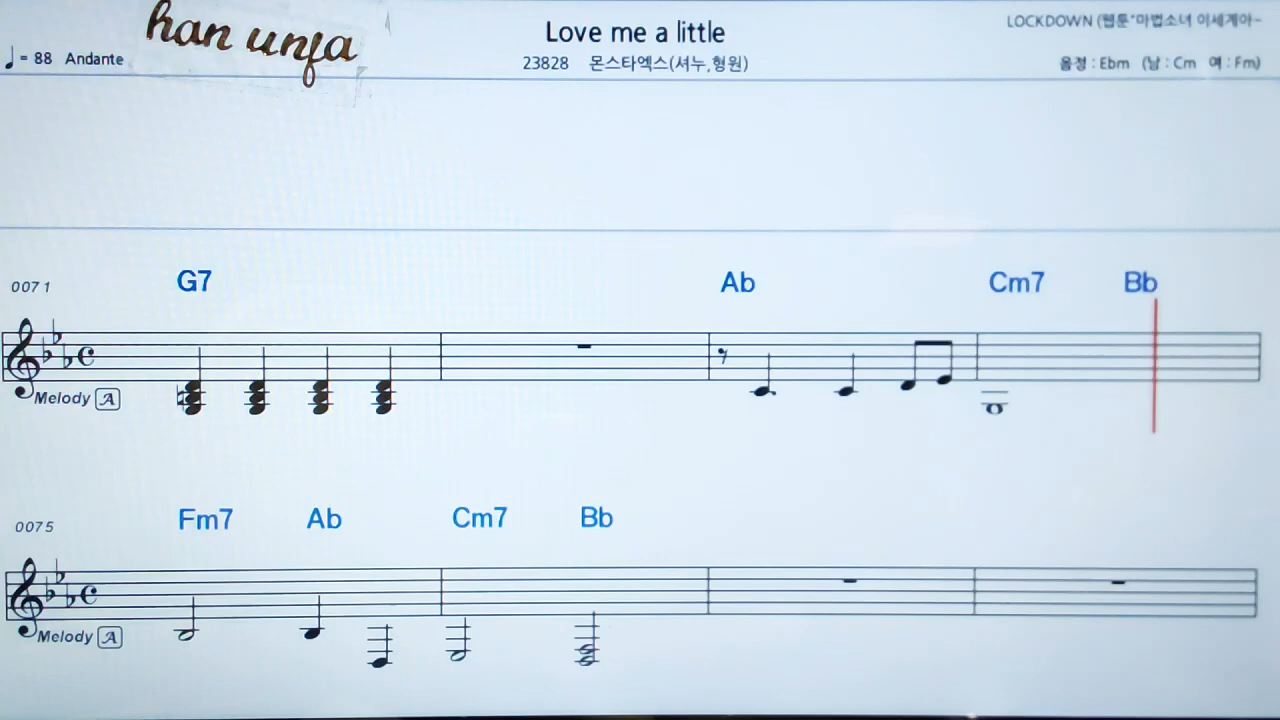 han unfa
Love me a little
LOCKDOWN (웹툰"마법소녀 이세계아~
♩= 88 Andante
23828 몬스타엑스(셔누,형원)
음정 : Ebm (남 : Cm 여 : Fm)
G7 Ab Cm7 Bb
0071
Melody A
Fm7 Ab Cm7 Bb
0075
Melody A